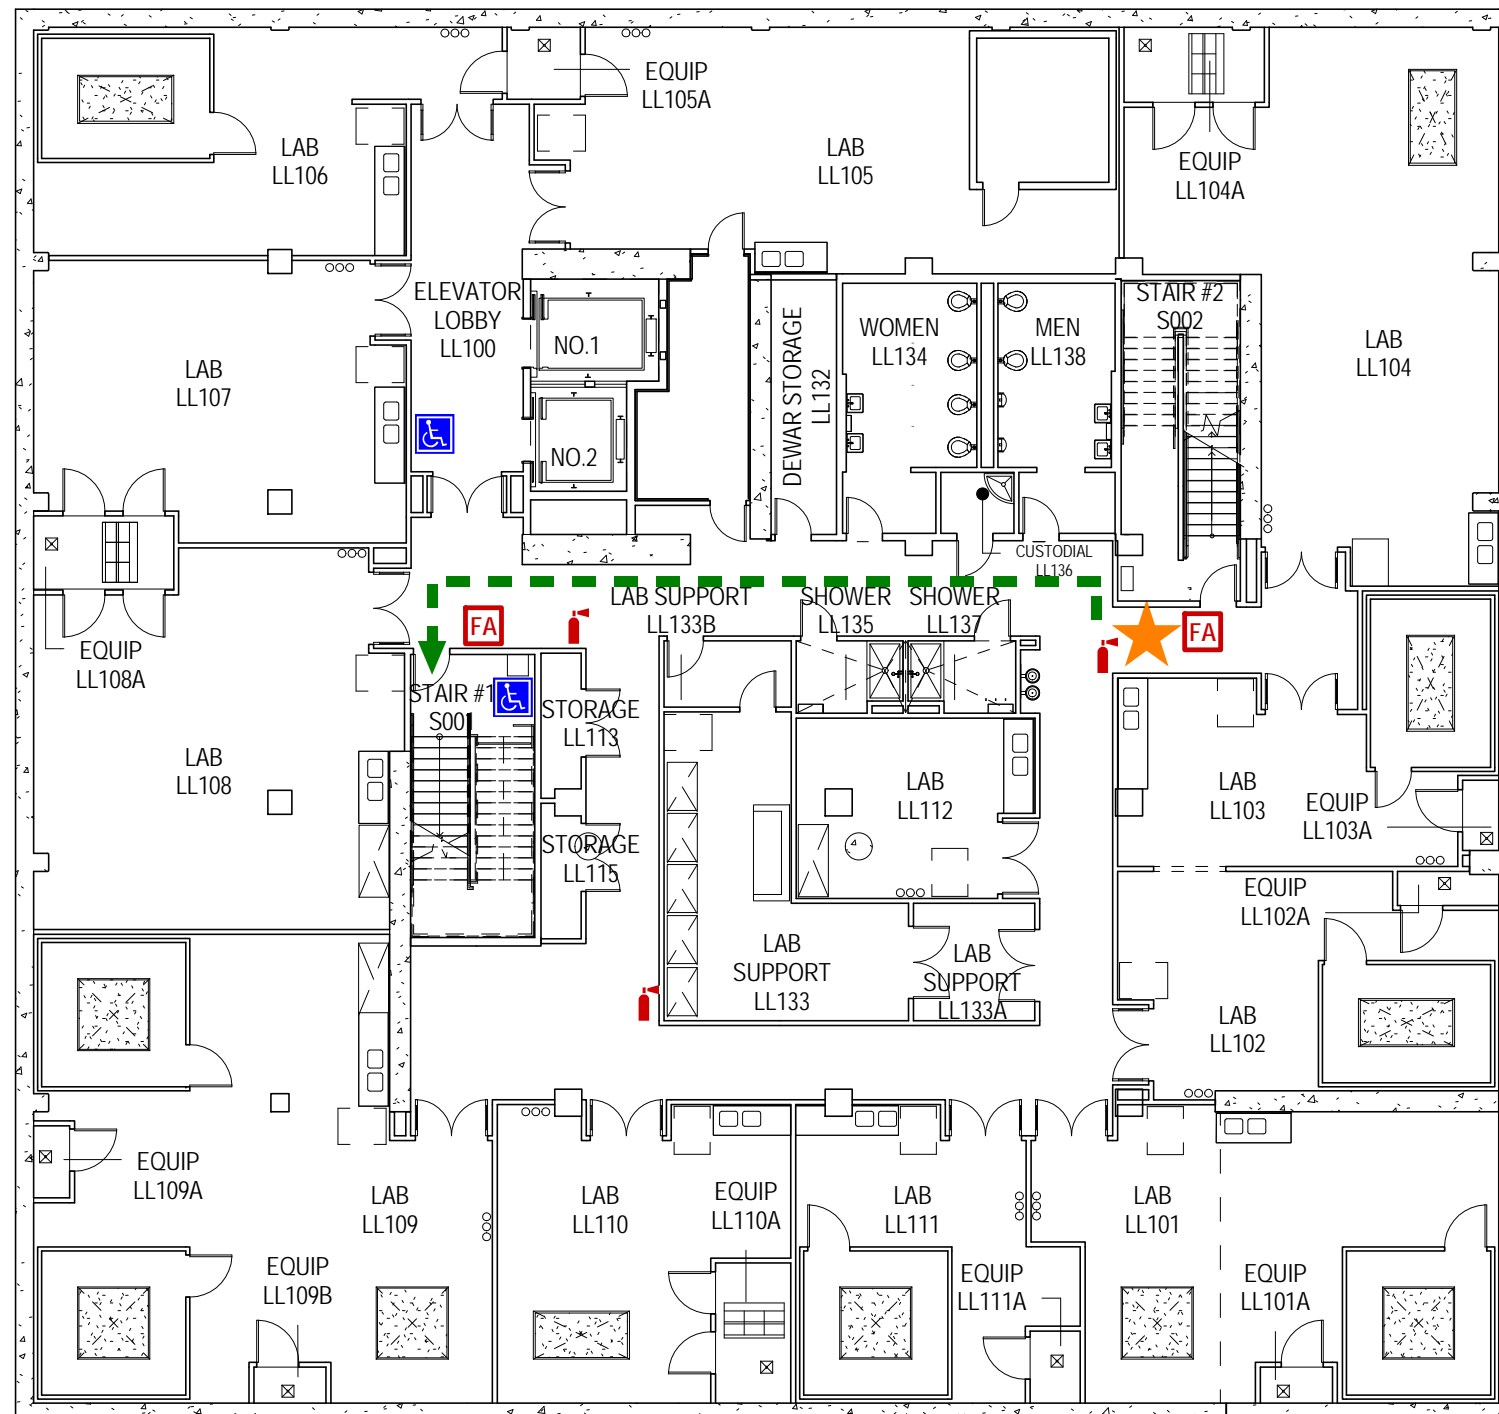 EQUIP
LL105A
LAB
LL106
LAB
LL105
EQUIP
LL104A
ELEVATOR
LOBBY
LL100
NO.1
NO.2
DEWAR STORAGE
LL132
WOMEN
LL134
MEN
LL138
STAIR #2
S002
LAB
LL104
LAB
LL107
CUSTODIAL
LL136
LAB SUPPORT
LL133B
SHOWER
LL135
SHOWER
LL137
FA
FA
EQUIP
LL108A
STAIR #1
S001
STORAGE
LL113
LAB
LL108
STORAGE
LL115
LAB
LL112
LAB
LL103
EQUIP
LL103A
EQUIP
LL102A
LAB
SUPPORT
LL133
LAB
SUPPORT
LL133A
LAB
LL102
EQUIP
LL109A
LAB
LL109
LAB
LL110
EQUIP
LL110A
LAB
LL111
LAB
LL101
EQUIP
LL109B
EQUIP
LL111A
EQUIP
LL101A